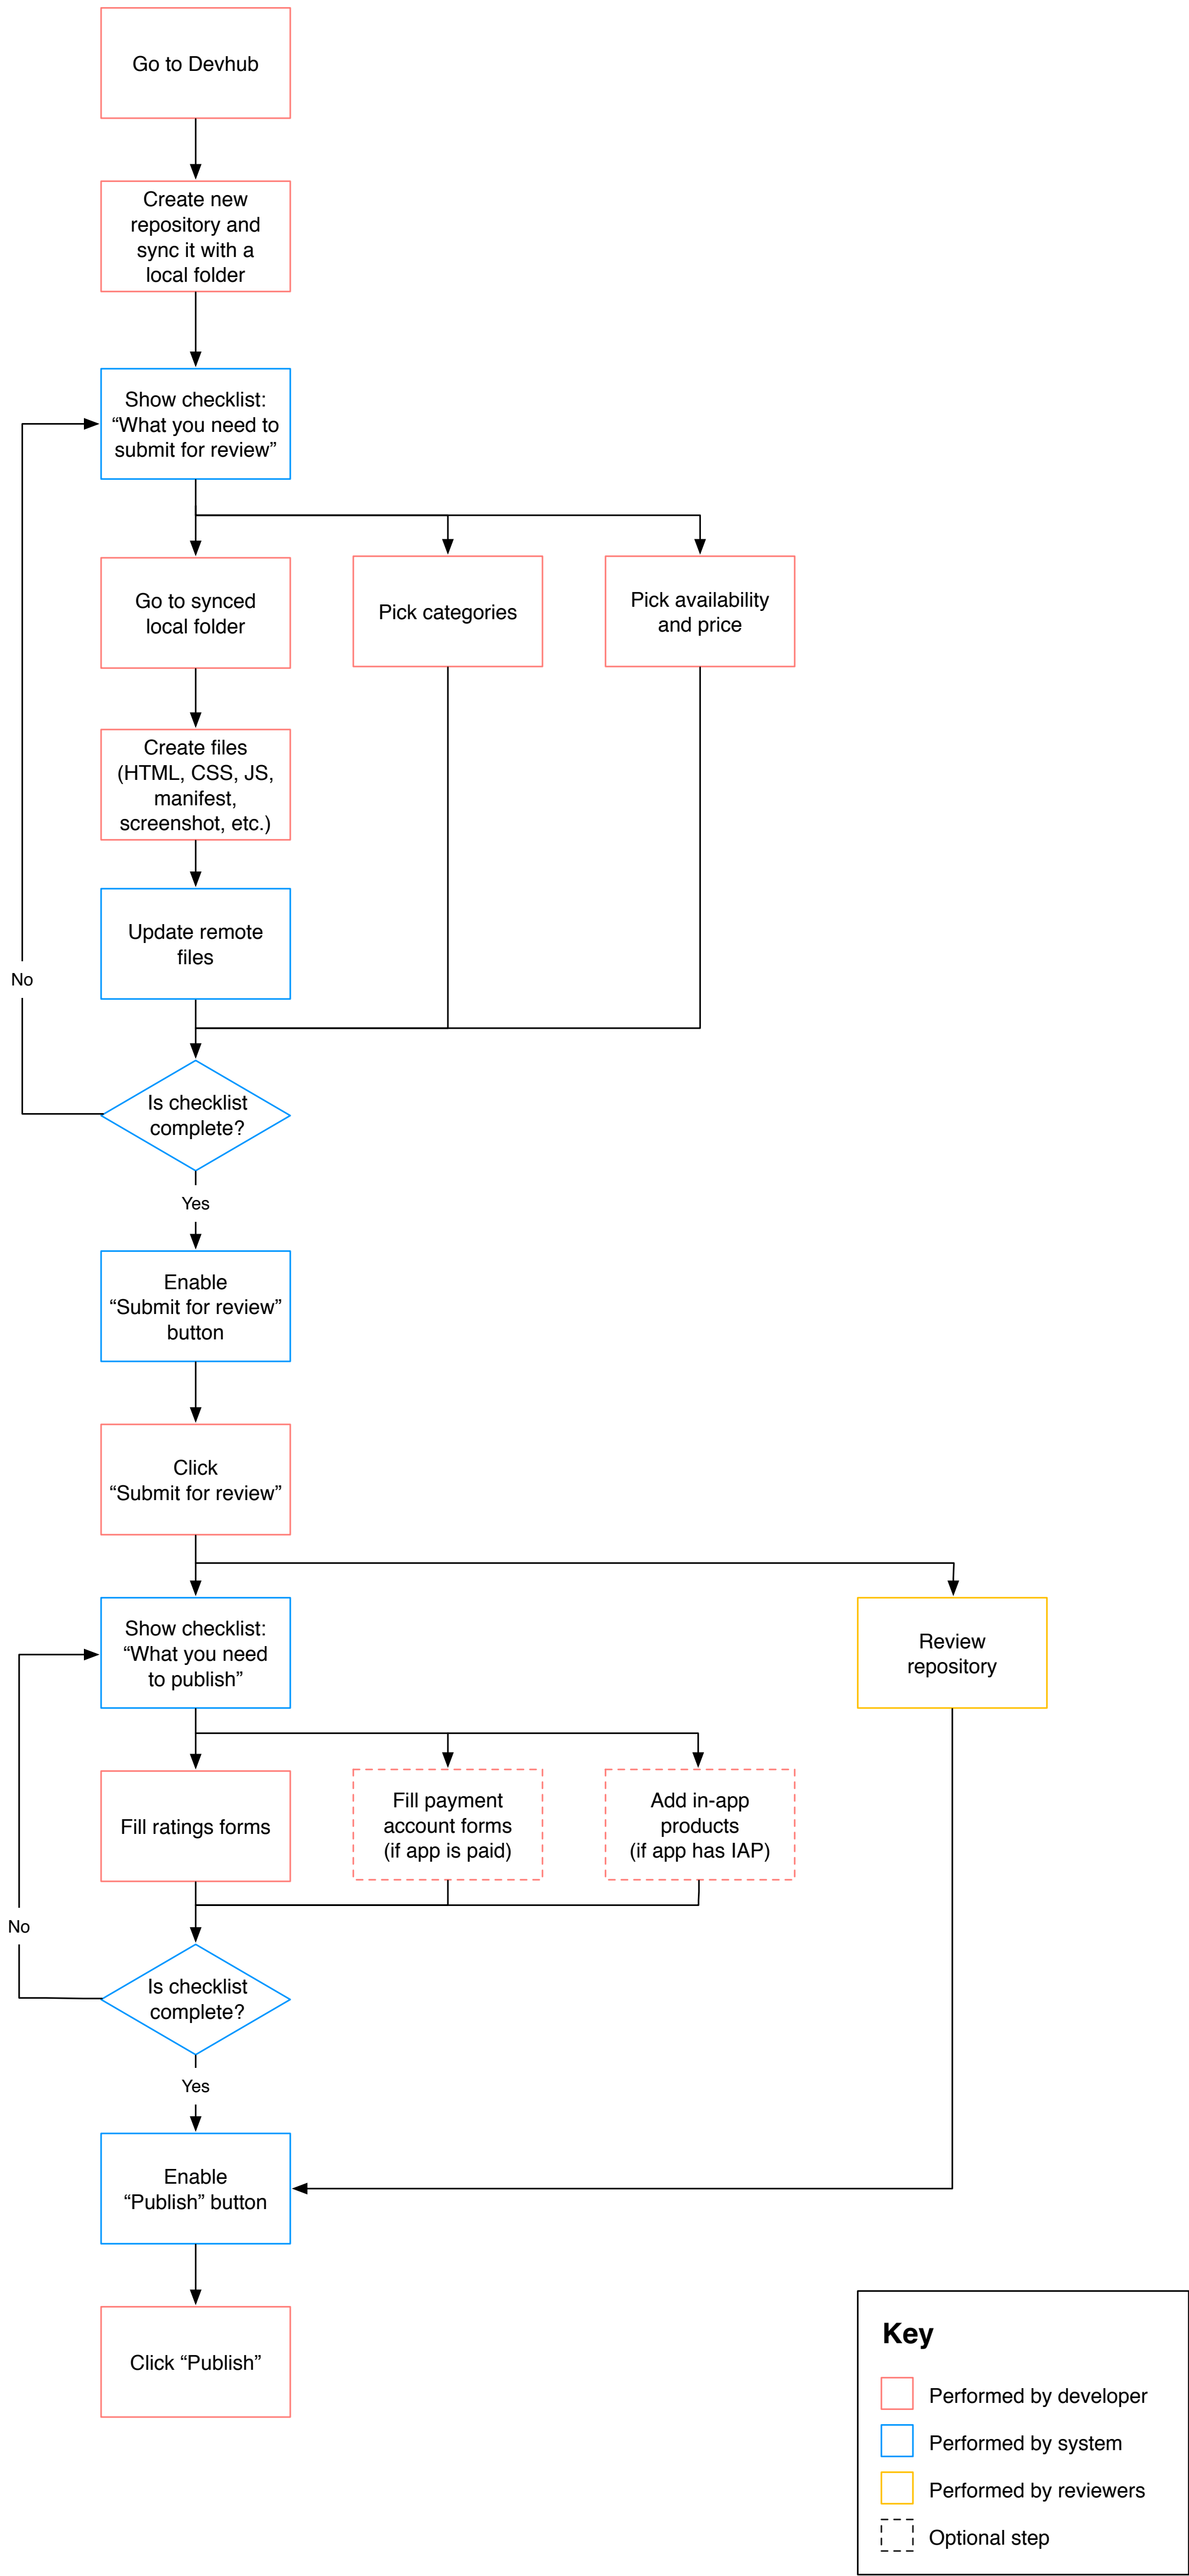 Go to Devhub
Create new
repository and
sync it with a
local folder
Show checklist:
“What you need to
submit for review”
Go to synced
local folder
Pick categories
Pick availability
and price
Create files
(HTML, CSS, JS,
manifest,
screenshot, etc.)
Update remote
files
No
Is checklist
complete?
Yes
Enable
“Submit for review”
button
Click
“Submit for review”
Show checklist:
“What you need
to publish”
Review
repository
Fill ratings forms
Fill payment
account forms
(if app is paid)
Add in-app
products
(if app has IAP)
No
Is checklist
complete?
Yes
Enable
“Publish” button
Click “Publish”
Key
Performed by developer
Performed by system
Performed by reviewers
Optional step